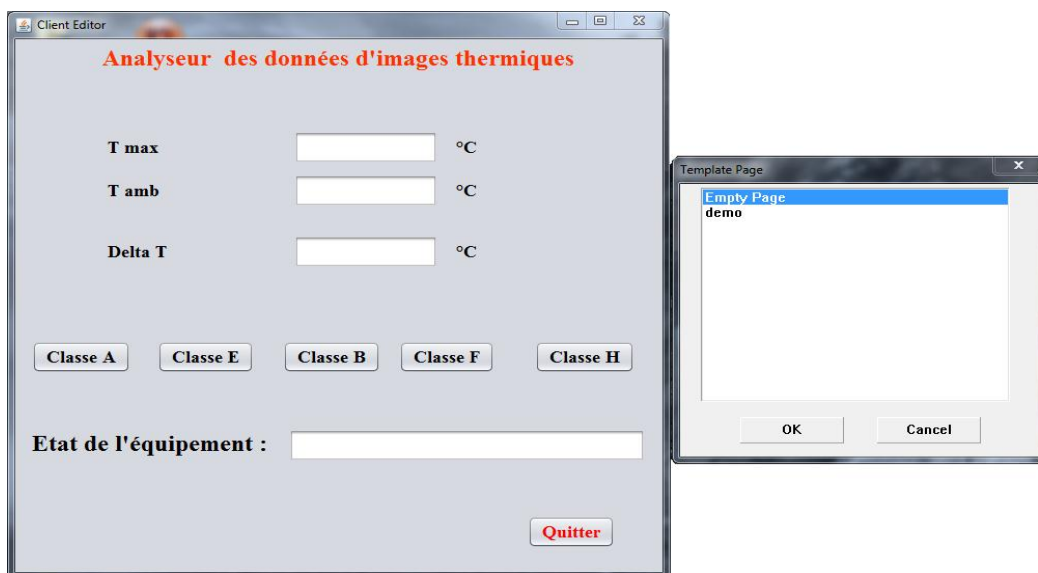 Client Editor
Analyseur des données d'images thermiques
T max °C
T amb °C
Delta T °C
Classe A Classe E Classe B Classe F Classe H
Etat de l'équipement :
Quitter
Template Page
Empty Page
demo
OK Cancel